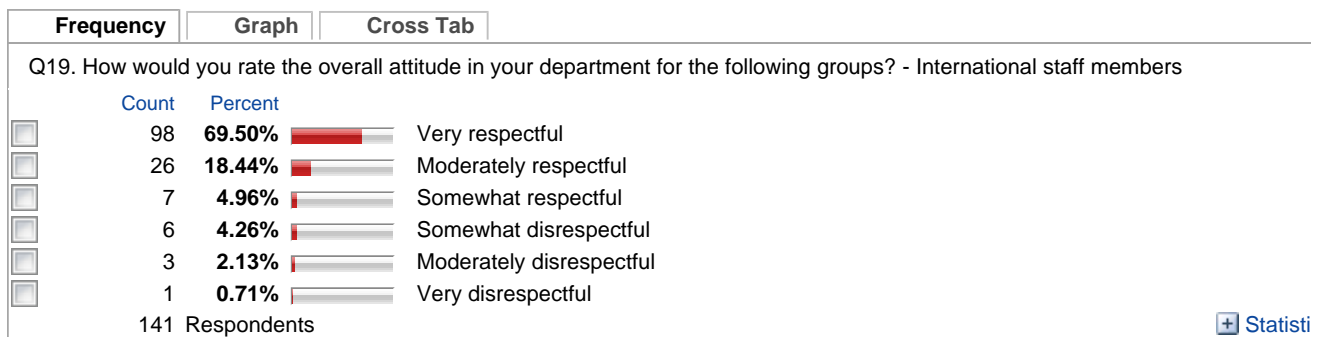 Frequency Graph Cross Tab
Q19. How would you rate the overall attitude in your department for the following groups? - International staff members
Count Percent
98 69.50% Very respectful
26 18.44% Moderately respectful
7 4.96% Somewhat respectful
6 4.26% Somewhat disrespectful
3 2.13% Moderately disrespectful
1 0.71% Very disrespectful
141 Respondents + Statisti